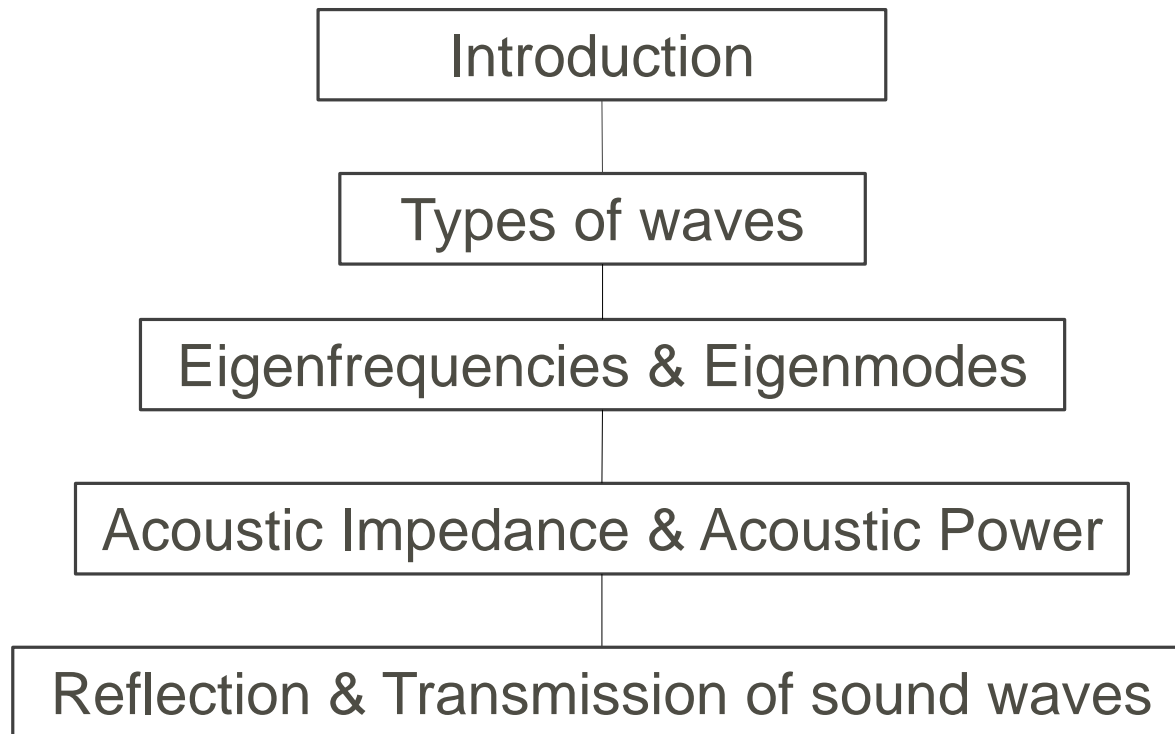 Introduction
Types of waves
Eigenfrequencies & Eigenmodes
Acoustic Impedance & Acoustic Power
Reflection & Transmission of sound waves